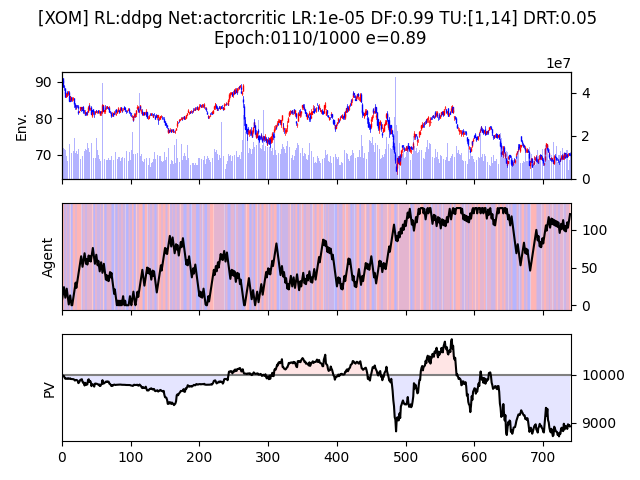 [XOM] RL:ddpg Net:actorcritic LR:1e-05 DF:0.99 TU:[1,14] DRT:0.05
Epoch:0110/1000 e=0.89
1e7
Env.
90
80
70
4
2
0
Agent
100
50
0
PV
10000
9000
0 100 200 300 400 500 600 700